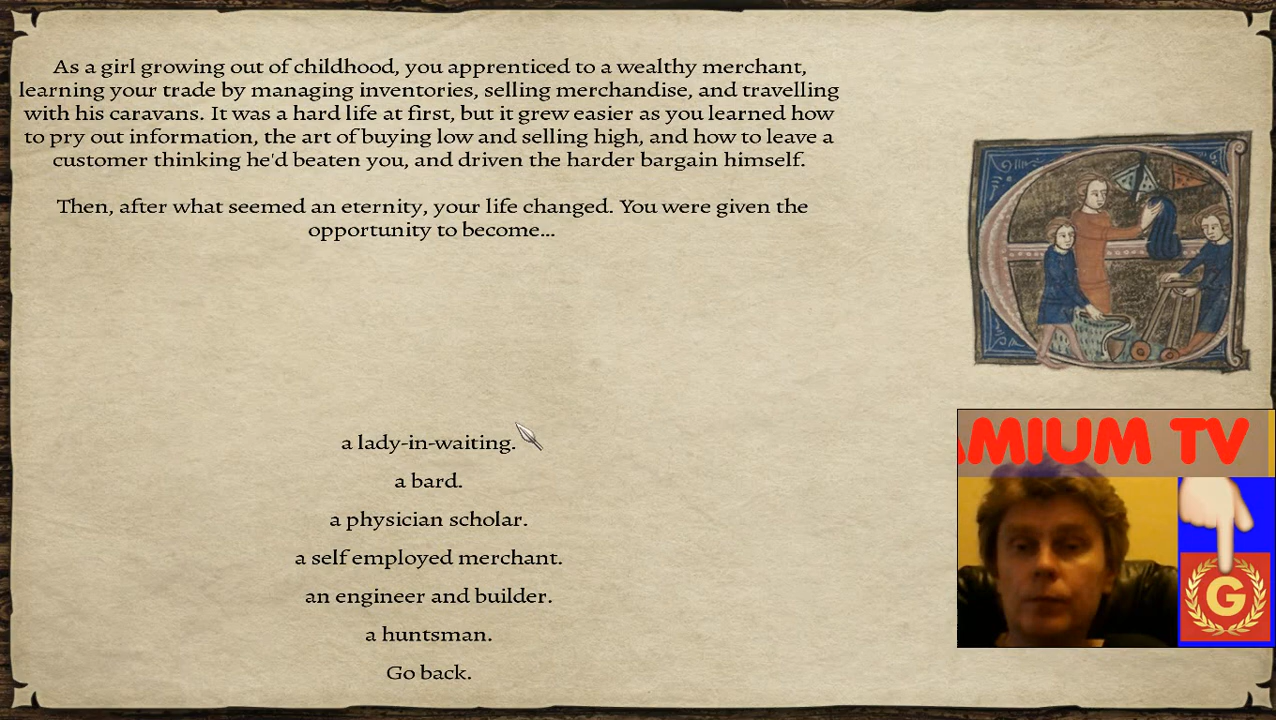 As a girl growing out of childhood, you apprenticed to a wealthy merchant,
learning your trade by managing inventories, selling merchandise, and travelling
with his caravans. It was a hard life at first, but it grew easier as you learned how
to pry out information, the art of buying low and selling high, and how to leave a
customer thinking he'd beaten you, and driven the harder bargain himself.
Then, after what seemed an eternity, your life changed. You were given the
opportunity to become...
a lady-in-waiting.
a bard.
a physician scholar.
a self employed merchant.
an engineer and builder.
a huntsman.
Go back.
AMIUM TV
G